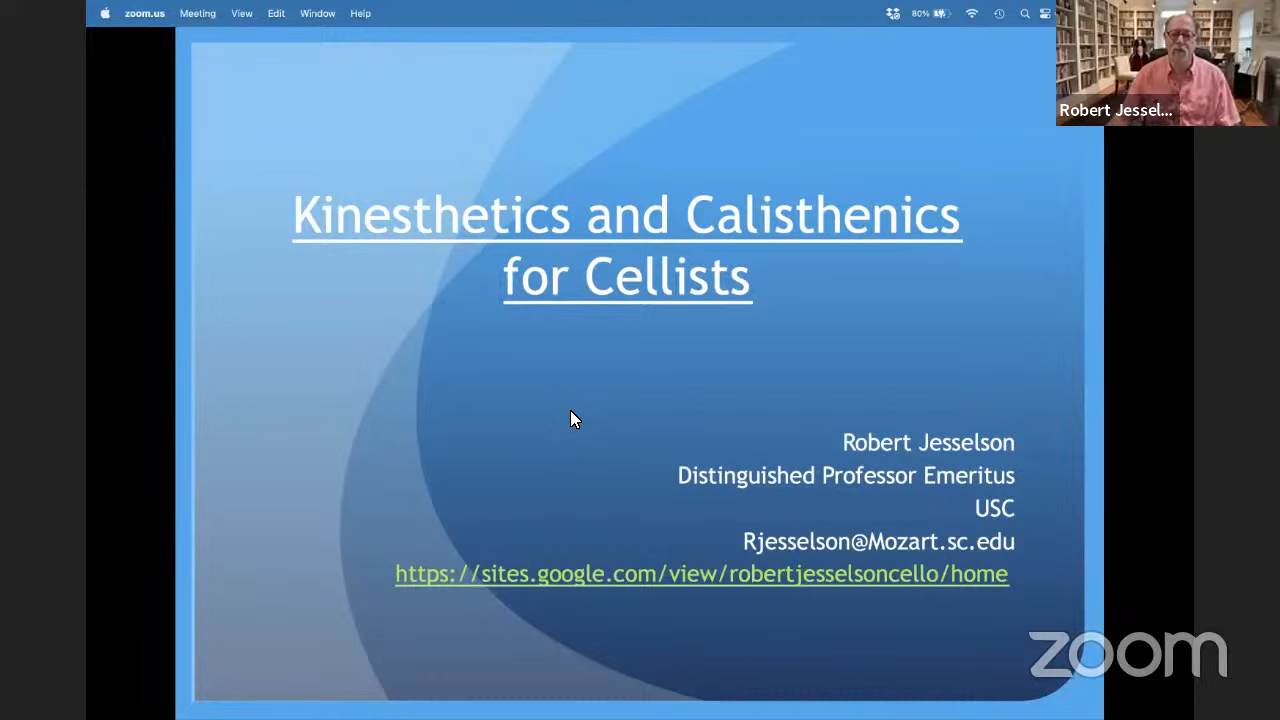 zoom.us Meeting View Edit Window Help 80%
Robert Jessel...
Kinesthetics and Calisthenics
for Cellists
Robert Jesselson
Distinguished Professor Emeritus
USC
Rjesselson@Mozart.sc.edu
https://sites.google.com/view/robertjesselsoncello/home
zoom